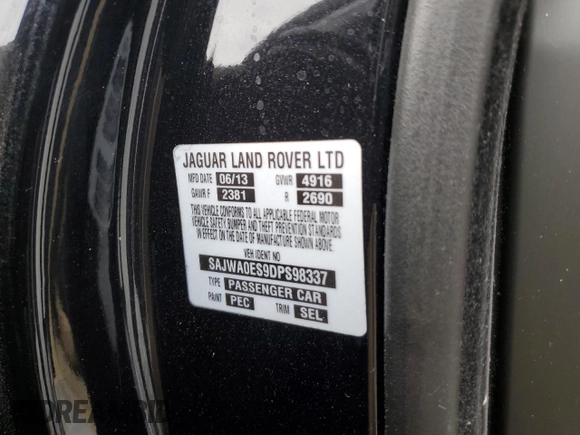 JAGUAR LAND ROVER LTD
MFD DATE 06/13 GVWR 4916
GAWR F 2381 R 2690
THIS VEHICLE CONFORMS TO ALL APPLICABLE FEDERAL MOTOR
VEHICLE SAFETY BUMPER AND THEFT PREVENTION STANDARDS
IN EFFECT ON THE DATE OF MANUFACTURE SHOWN ABOVE.
VEH IDENT NO
SAJWA0ES9DPS98337
TYPE PASSENGER CAR
PAINT PEC TRIM SEL